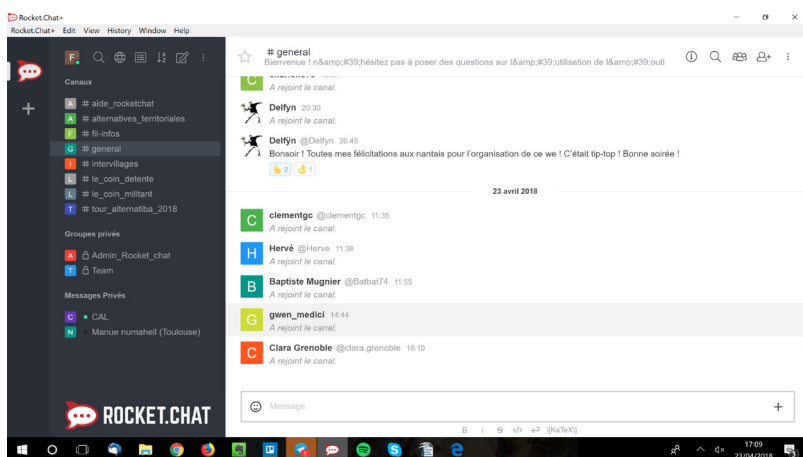 Rocket.Chat+
Rocket.Chat+ Edit View History Window Help
F
Canaux
A # aide_rocketchat
A # alternatives_territoriales
F # fil-infos
G # general
I # intervillages
L # le_coin_detente
L # le_coin_militant
T # tour_alternatiba_2018
Groupes privés
A Admin_Rocket_chat
T Team
Messages Privés
C CAL
N Manue numahell (Toulouse)
ROCKET.CHAT
# general
Bienvenue ! n&amp;#39;hésitez pas à poser des questions sur l&amp;#39;utilisation de l&amp;#39;outi
C
A rejoint le canal.
Delfyn 20:30
A rejoint le canal.
Delfÿn @Delfyn 20:45
Bonsoir ! Toutes mes félicitations aux nantais pour l'organisation de ce we ! C'était tip-top ! Bonne soirée !
2 1
23 avril 2018
C clementgc @clementgc 11:35
A rejoint le canal.
H Hervé @Herve 11:38
A rejoint le canal.
B Baptiste Mugnier @Batbat74 11:55
A rejoint le canal.
G gwen_medici 14:44
A rejoint le canal.
C Clara Grenoble @clara.grenoble 16:10
A rejoint le canal.
Message
B i S </> \[KaTeX\]
17:09
23/04/2018